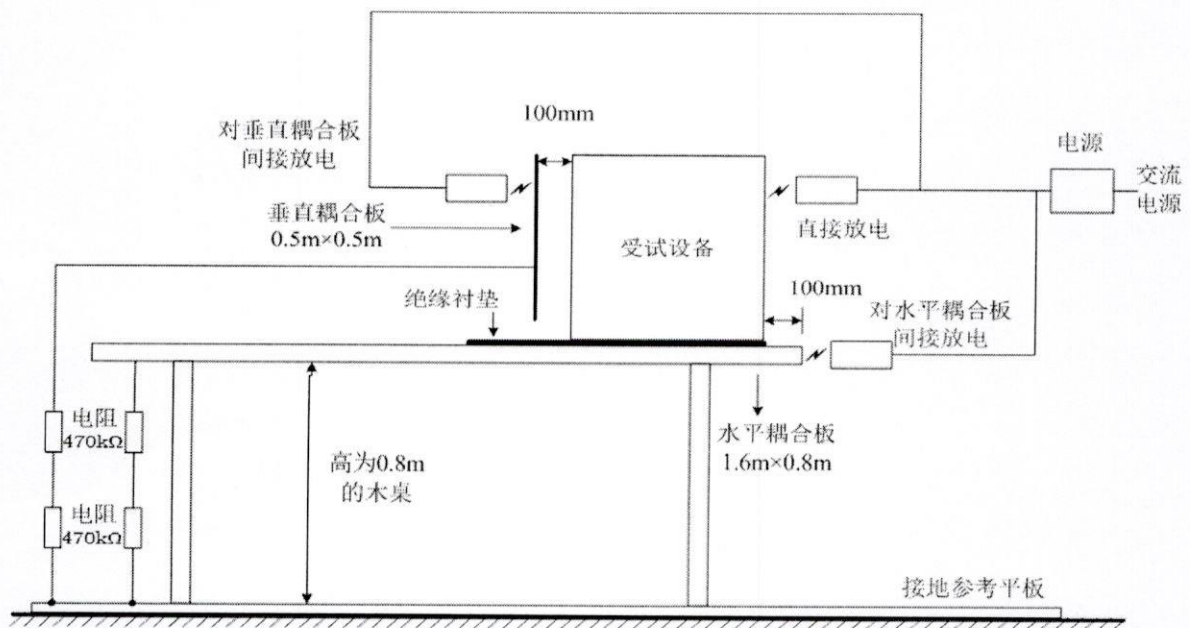 100mm
对垂直耦合板
间接放电
电源
交流
电源
垂直耦合板
0.5m×0.5m
直接放电
受试设备
100mm
绝缘衬垫
对水平耦合板
间接放电
电阻
470kΩ
水平耦合板
1.6m×0.8m
高为0.8m
的木桌
电阻
470kΩ
接地参考平板